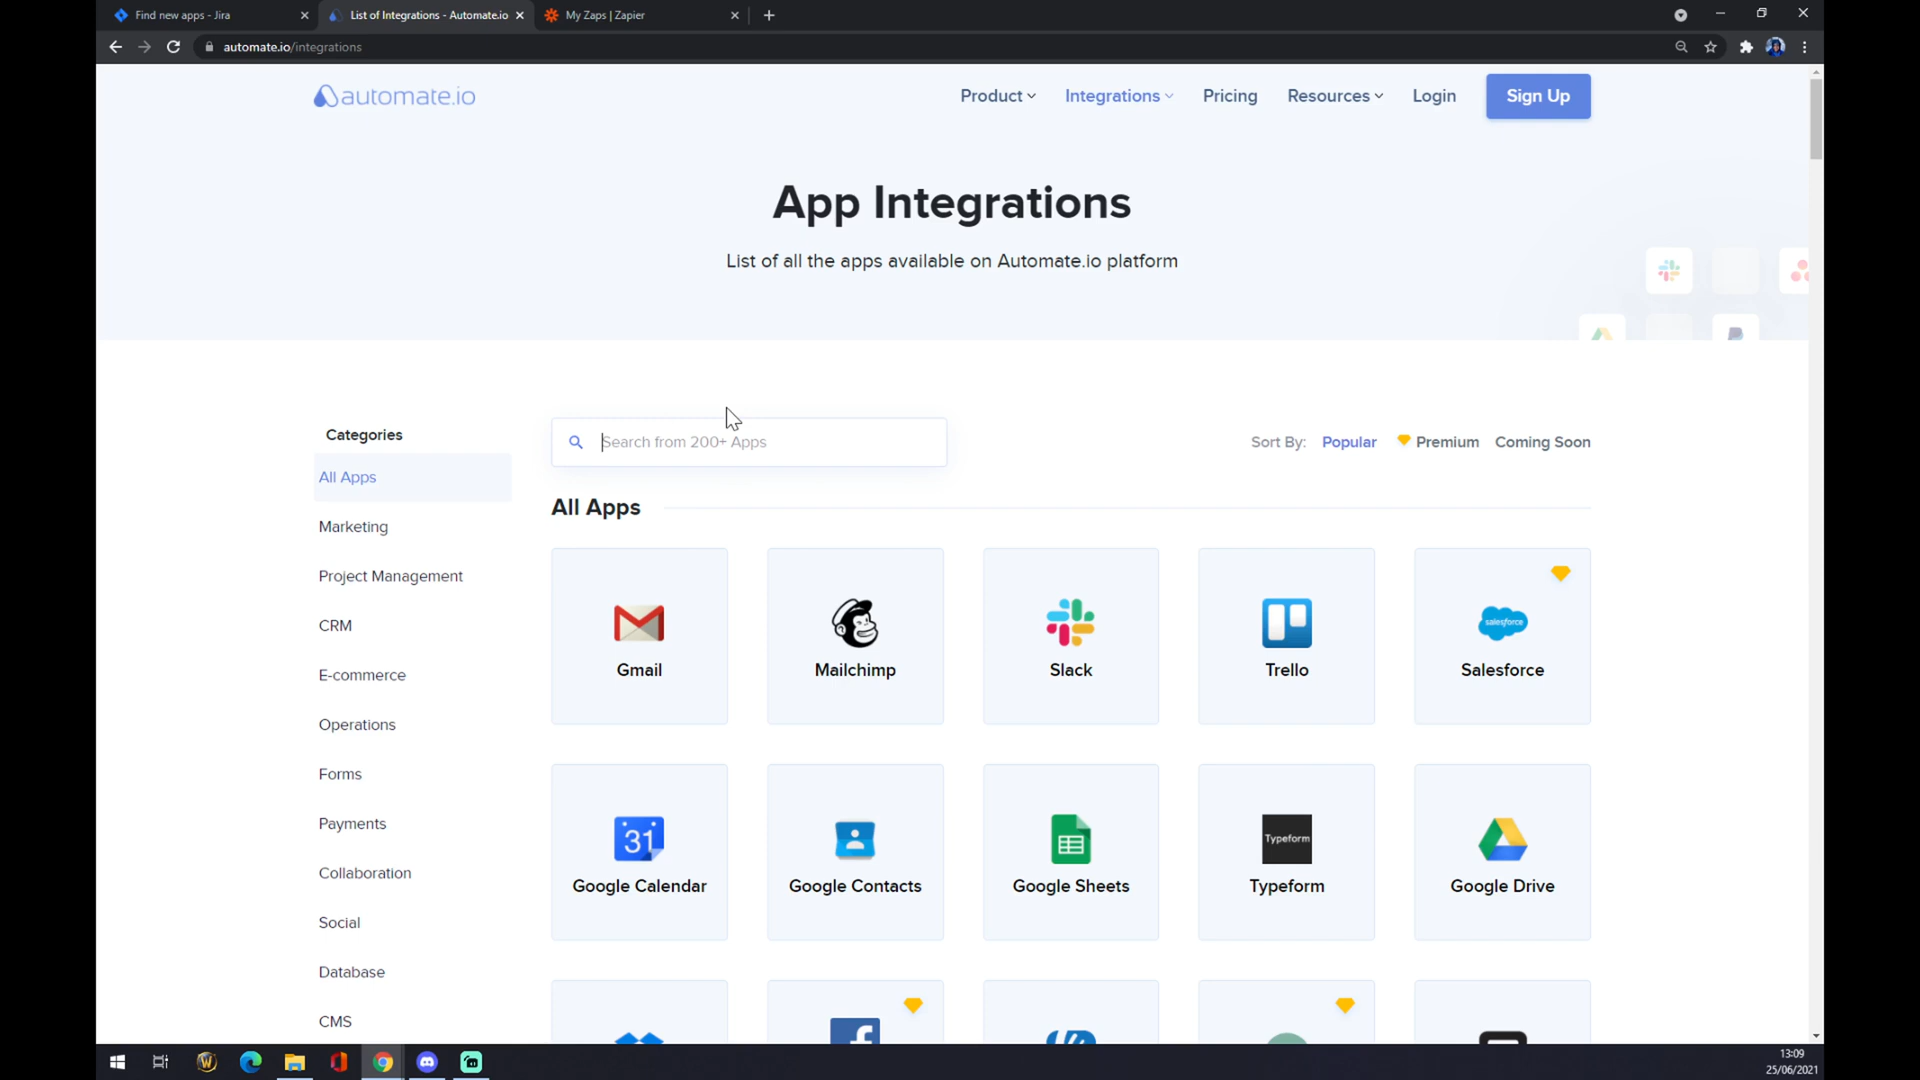 Find new apps - Jira
List of Integrations - Automate.io
My Zaps | Zapier
automate.io/integrations
automate.io
Product
Integrations
Pricing
Resources
Login
Sign Up
App Integrations
List of all the apps available on Automate.io platform
Categories
All Apps
Marketing
Project Management
CRM
E-commerce
Operations
Forms
Payments
Collaboration
Social
Database
CMS
Search from 200+ Apps
Sort By:
Popular
Premium
Coming Soon
All Apps
Gmail
Mailchimp
Slack
Trello
salesforce
Salesforce
31
Google Calendar
Google Contacts
Google Sheets
Typeform
Typeform
Google Drive
13:09
25/06/2021